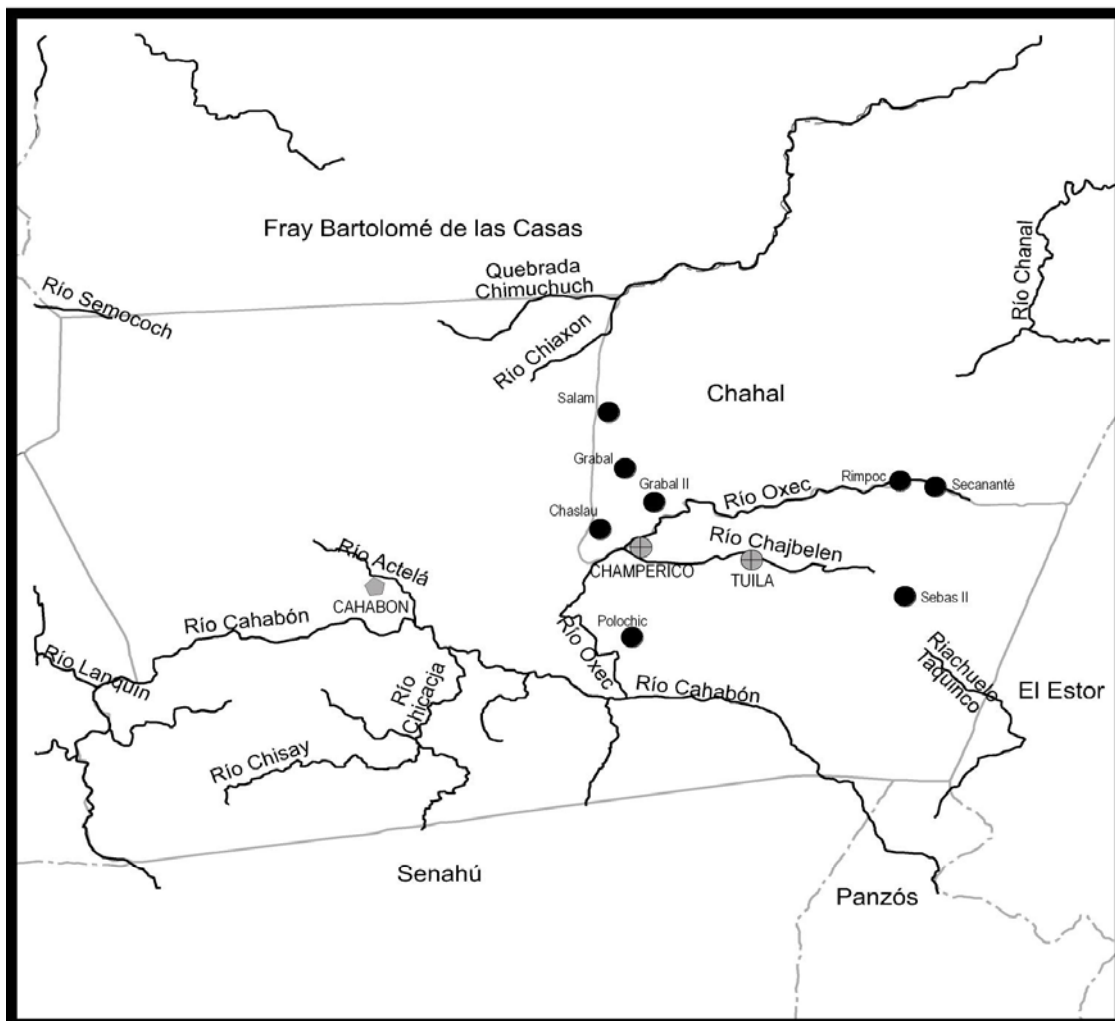 Fray Bartolomé de las Casas
Quebrada
Chimuchuch
Río Chanal
Río Semococh
Río Chiaxon
Salam
Chahal
Grabal
Rimpoc
Secananté
Grabal II
Río Oxec
Chaslau
Río Chajbelen
Río Actelá
CHAMPERICO
TUILA
CAHABON
Sebas II
Río Cahabón
Polochic
Río Oxec
Riachuelo
Taquinco
Río Lanquin
Río
Chicacja
Río Cahabón
El Estor
Río Chisay
Senahú
Panzós